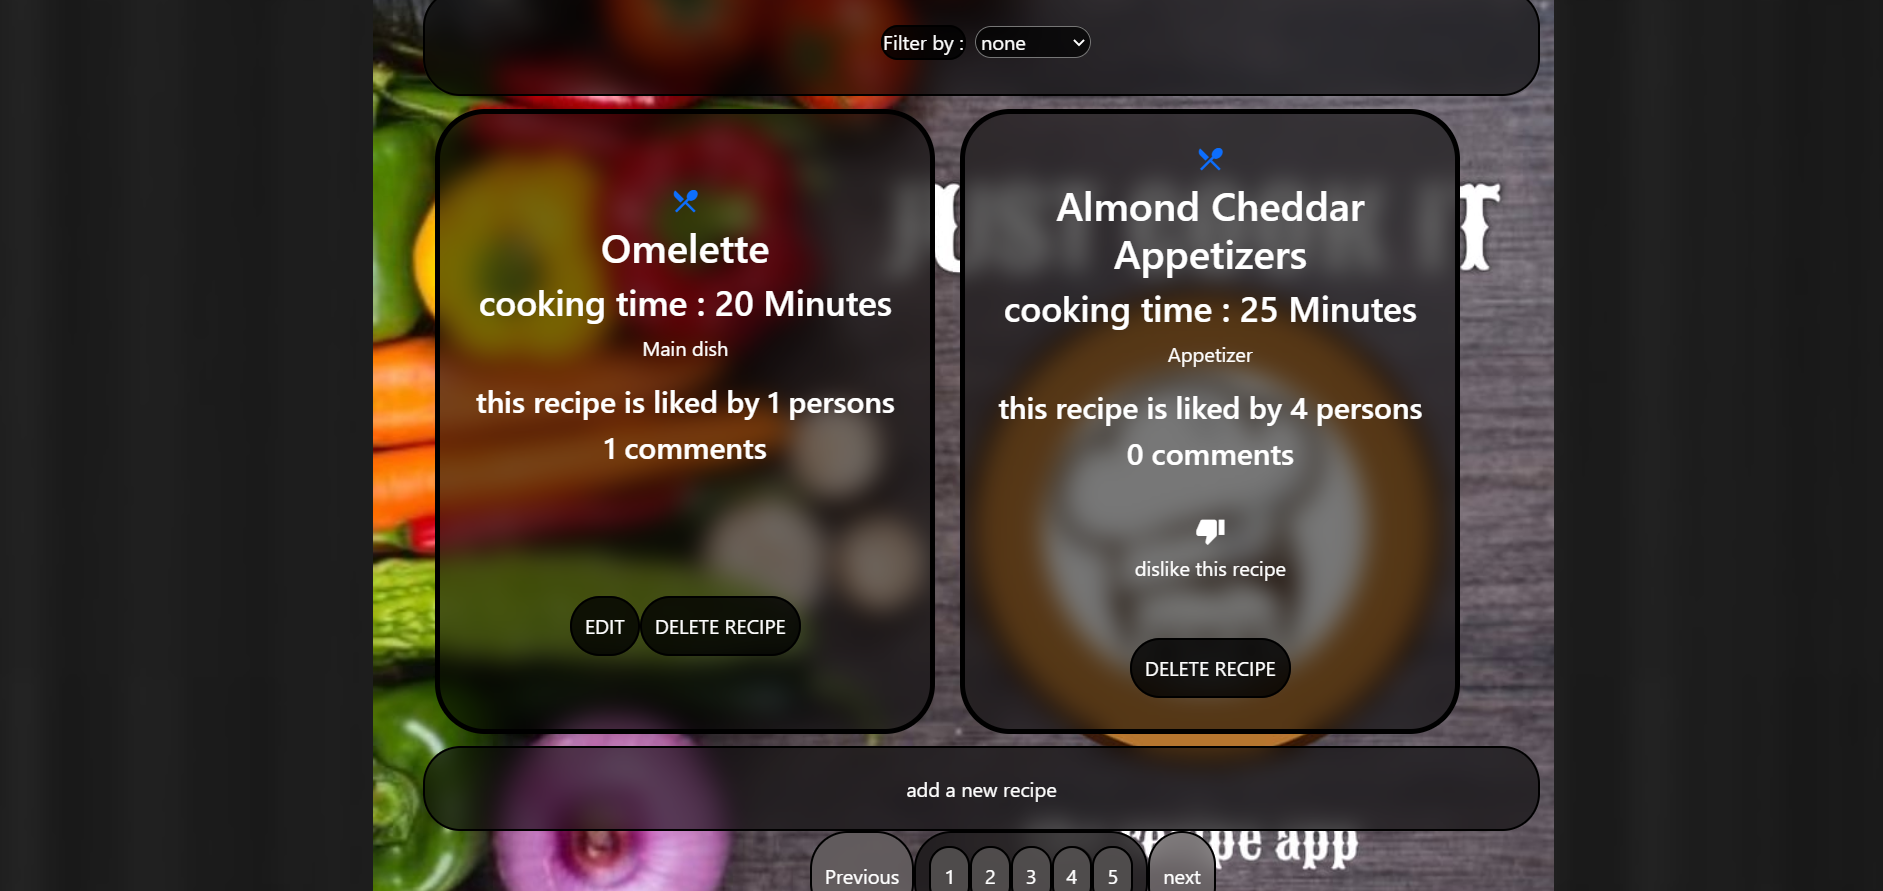 Filter by : none
Omelette
cooking time : 20 Minutes
Main dish
this recipe is liked by 1 persons
1 comments
EDIT DELETE RECIPE
Almond Cheddar
Appetizers
cooking time : 25 Minutes
Appetizer
this recipe is liked by 4 persons
0 comments
dislike this recipe
DELETE RECIPE
add a new recipe
recipe app
Previous 1 2 3 4 5 next